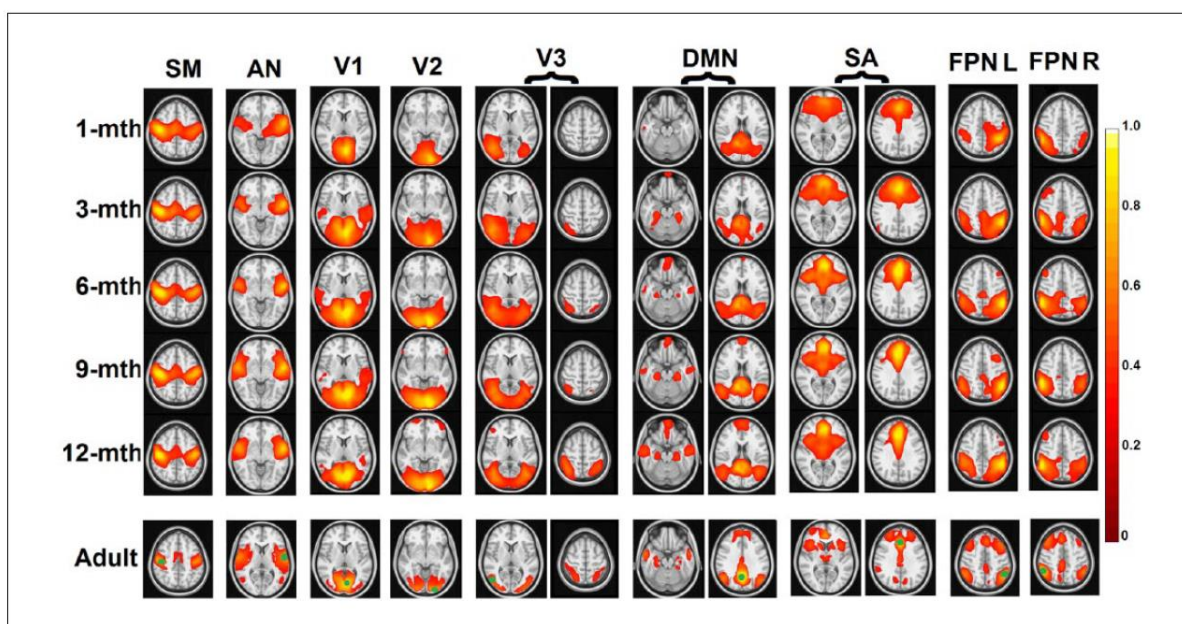 SM AN V1 V2 V3 DMN SA FPN L FPN R
1-mth
3-mth
6-mth
9-mth
12-mth
Adult
1.0
0.8
0.6
0.4
0.2
0